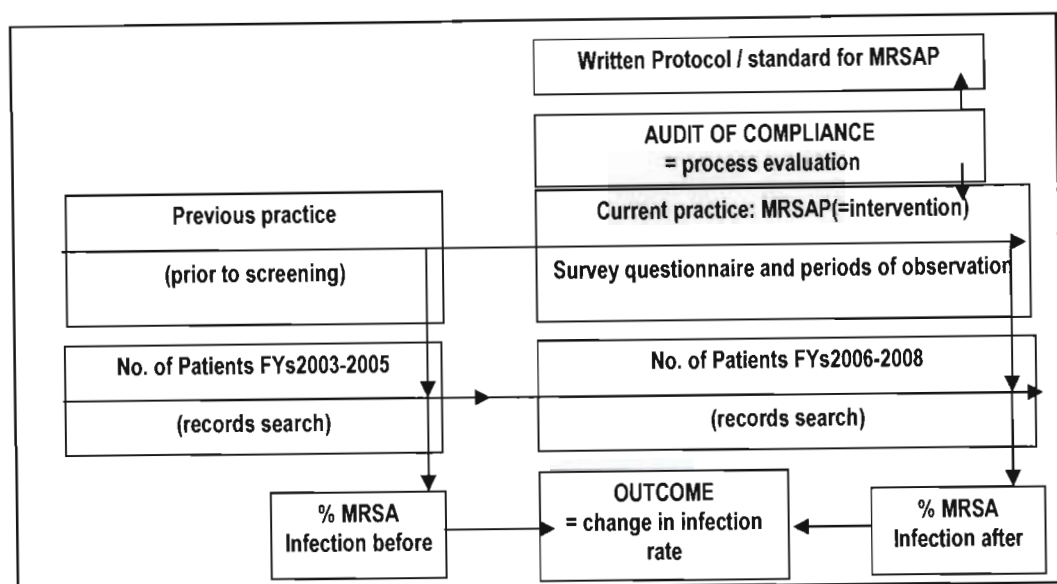 Written Protocol / standard for MRSAP
AUDIT OF COMPLIANCE
= process evaluation
Previous practice
(prior to screening)
Current practice: MRSAP(=intervention)
Survey questionnaire and periods of observation
No. of Patients FYs2003-2005
(records search)
No. of Patients FYs2006-2008
(records search)
% MRSA
Infection before
OUTCOME
= change in infection
rate
% MRSA
Infection after